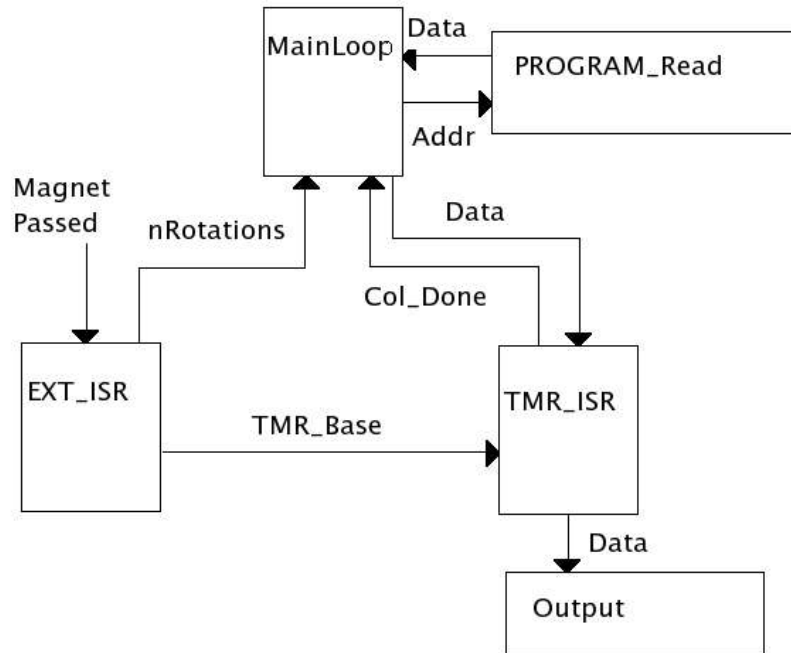 Data
MainLoop
PROGRAM_Read
Addr
Magnet
Passed
nRotations
Data
Col_Done
EXT_ISR
TMR_Base
TMR_ISR
Data
Output